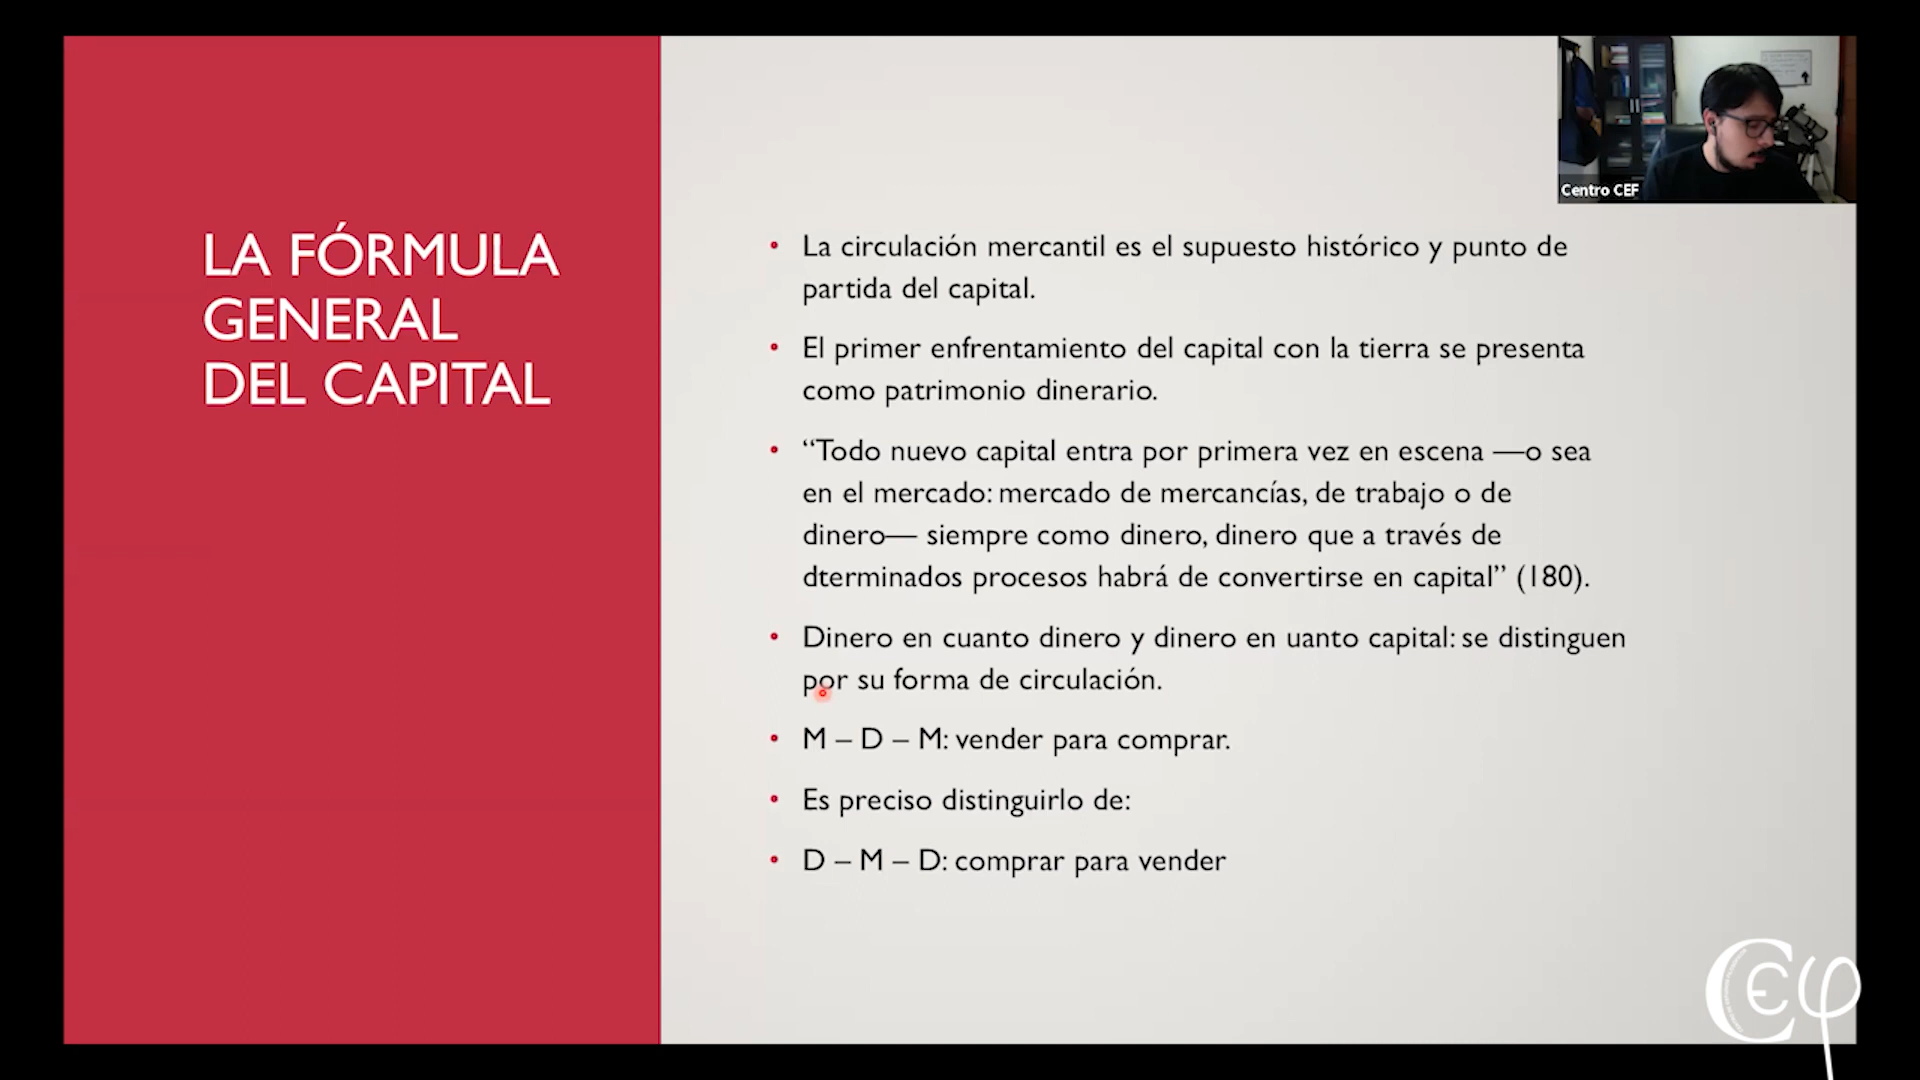 LA FÓRMULA
GENERAL
DEL CAPITAL
Centro CEF
• La circulación mercantil es el supuesto histórico y punto de
partida del capital.
• El primer enfrentamiento del capital con la tierra se presenta
como patrimonio dinerario.
• “Todo nuevo capital entra por primera vez en escena —o sea
en el mercado: mercado de mercancías, de trabajo o de
dinero— siempre como dinero, dinero que a través de
dterminados procesos habrá de convertirse en capital” (180).
• Dinero en cuanto dinero y dinero en uanto capital: se distinguen
por su forma de circulación.
• M – D – M: vender para comprar.
• Es preciso distinguirlo de:
• D – M – D: comprar para vender